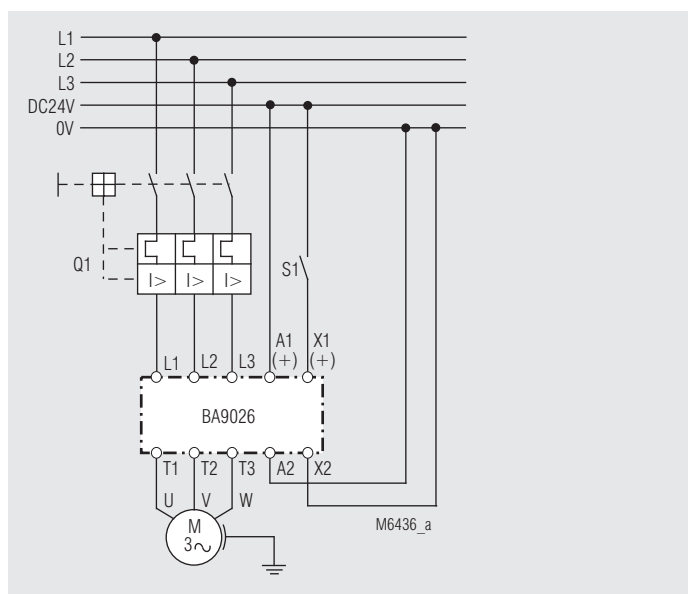 L1
L2
L3
DC24V
0V
Q1
I> I> I>
S1
L1 L2 L3 A1 (+) X1 (+)
BA9026
T1 T2 T3 A2 X2
U V W
M 3~
M6436_a